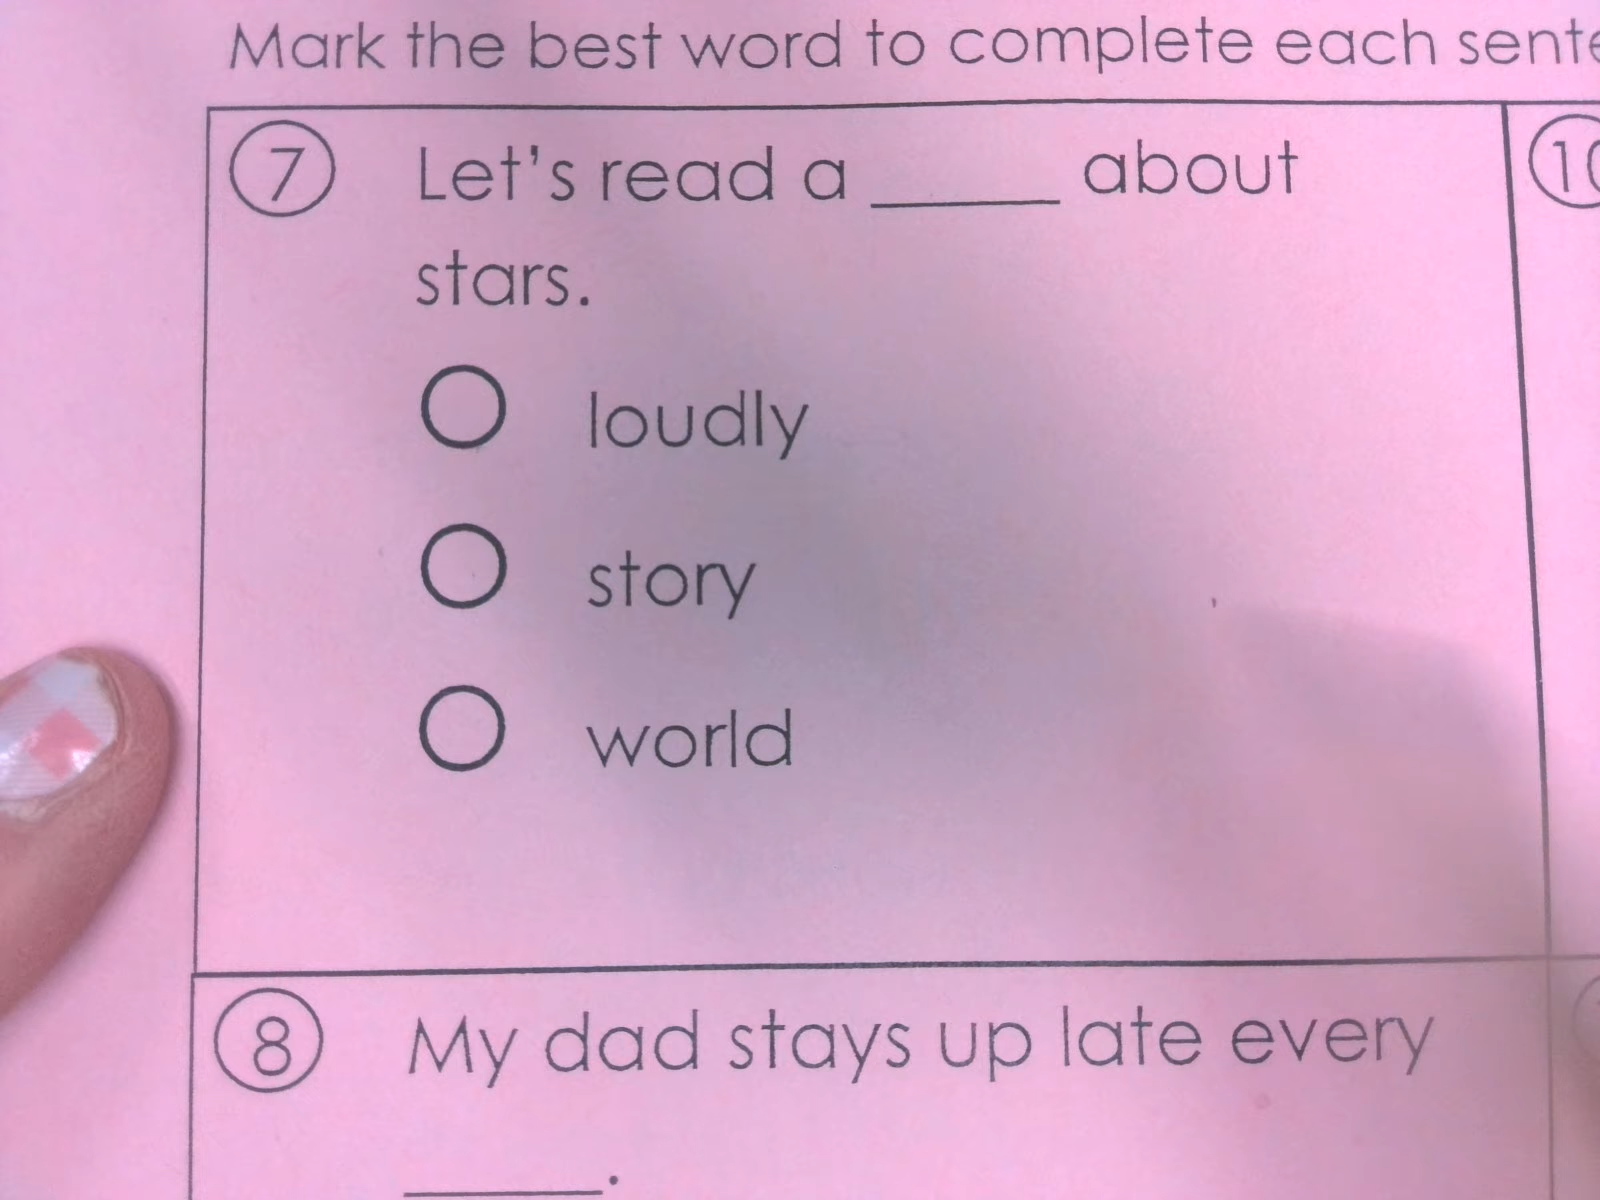 Mark the best word to complete each
7 Let's read a _____ about
stars.
loudly
story
world
8 My dad stays up late every
_____.